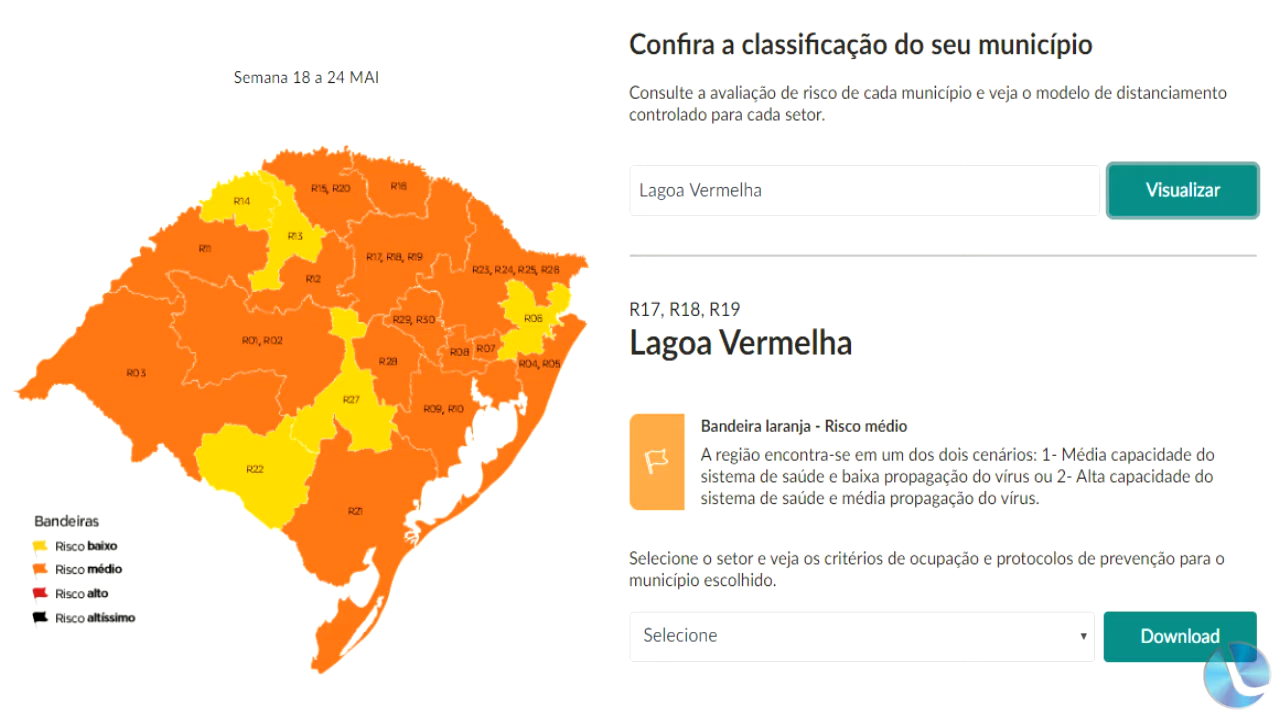 Semana 18 a 24 MAI
R15, R20
R16
R14
R13
R11
R12
R17, R18, R19
R23, R24, R25, R26
R06
R29, R30
R01, R02
R28
R08
R07
R04, R05
R03
R27
R09, R10
R22
R21
Bandeiras
Risco baixo
Risco médio
Risco alto
Risco altíssimo
Confira a classificação do seu município
Consulte a avaliação de risco de cada município e veja o modelo de distanciamento
controlado para cada setor.
Lagoa Vermelha
Visualizar
R17, R18, R19
Lagoa Vermelha
Bandeira laranja - Risco médio
A região encontra-se em um dos dois cenários: 1- Média capacidade do
sistema de saúde e baixa propagação do vírus ou 2- Alta capacidade do
sistema de saúde e média propagação do vírus.
Selecione o setor e veja os critérios de ocupação e protocolos de prevenção para o
município escolhido.
Selecione
Download